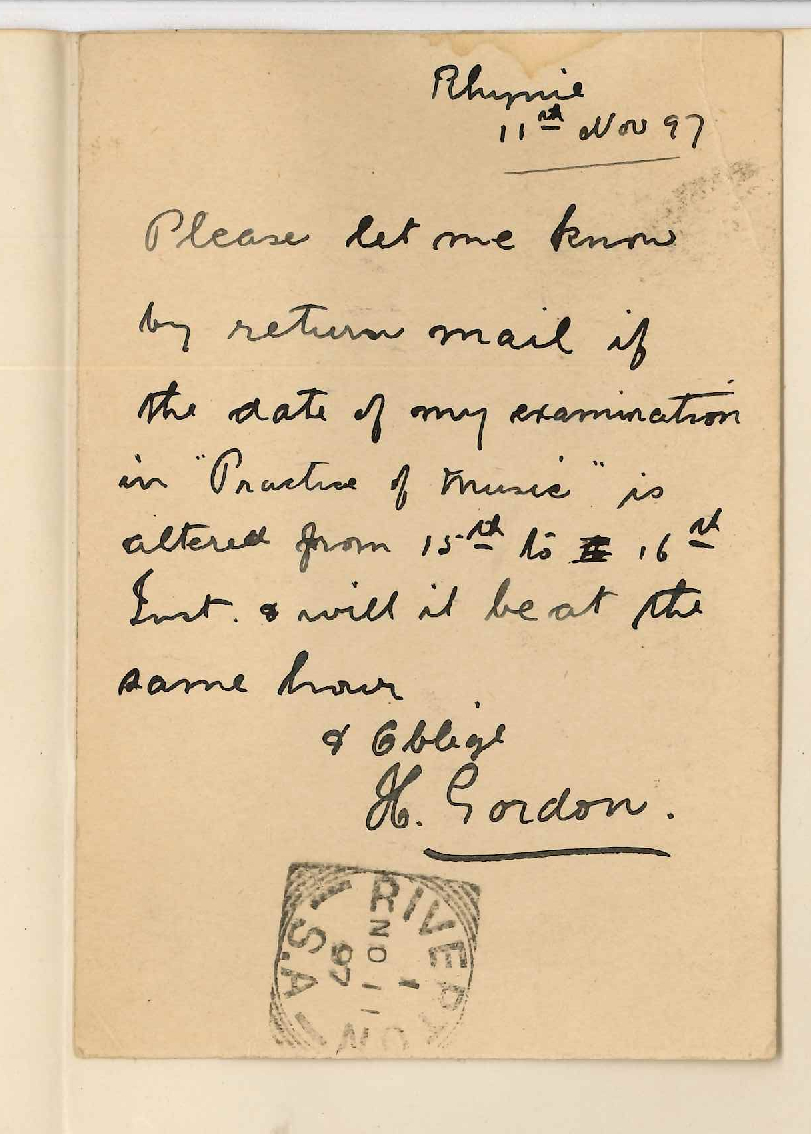 Rhynie
11th Nov 97
Please let me know
by return mail if
the date of my examination
in "Practice of Music" is
altered from 15th to 16th
Inst. & will it be at the
same hour
& Oblige
H. Gordon.
RIVERTON
1
NO 11
97
S.A